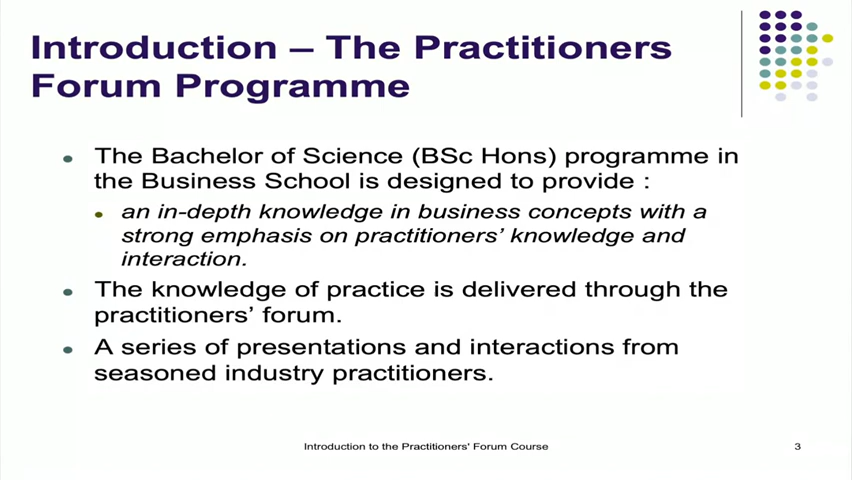 Introduction – The Practitioners
Forum Programme
The Bachelor of Science (BSc Hons) programme in
the Business School is designed to provide :
an in-depth knowledge in business concepts with a
strong emphasis on practitioners’ knowledge and
interaction.
The knowledge of practice is delivered through the
practitioners’ forum.
A series of presentations and interactions from
seasoned industry practitioners.
Introduction to the Practitioners' Forum Course
3